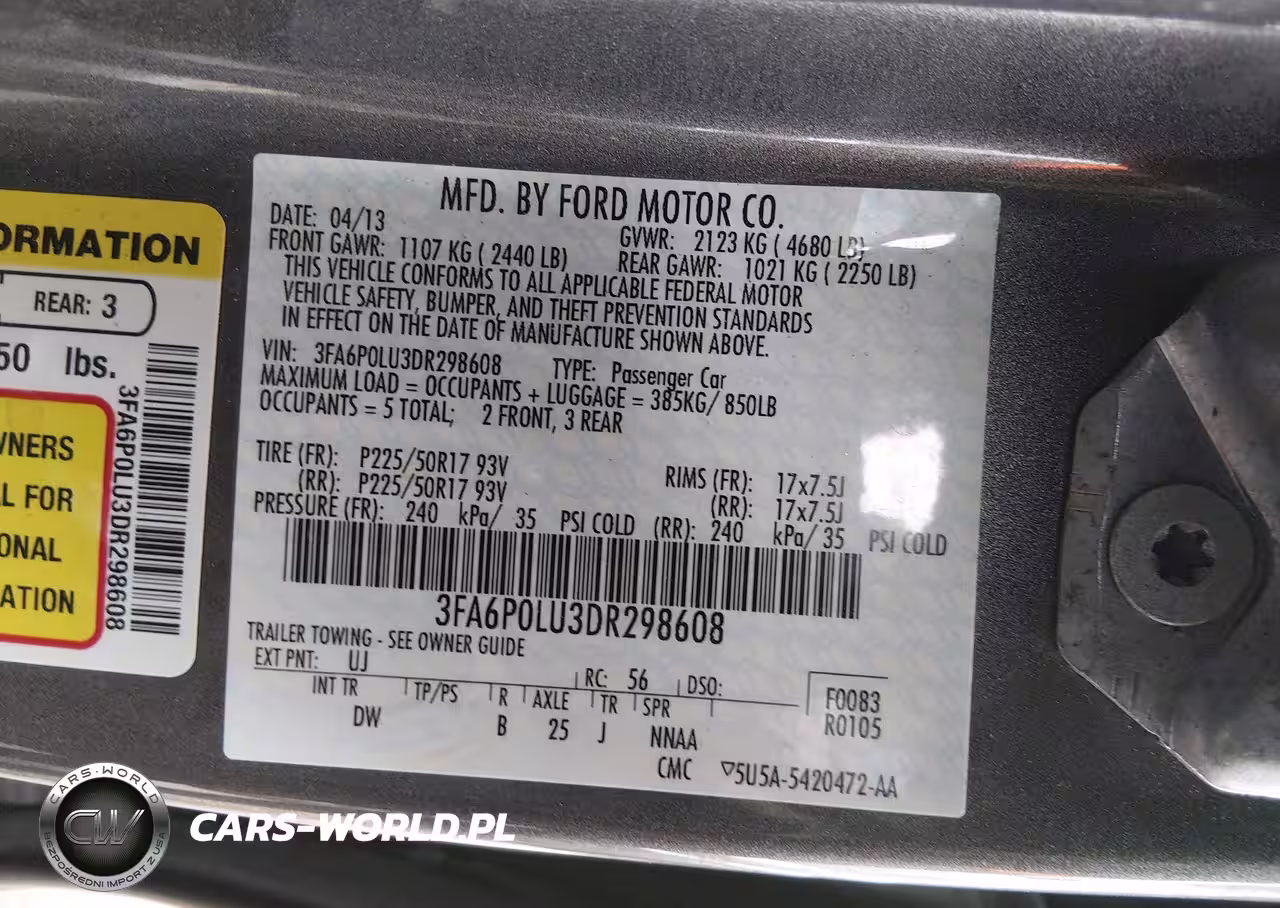 ORMATION
REAR: 3
50 lbs.
WNERS
LL FOR
ONAL
ATION
3FA6P0LU3DR298608
MFD. BY FORD MOTOR CO.
DATE: 04/13 GVWR: 2123 KG ( 4680 LB)
FRONT GAWR: 1107 KG ( 2440 LB) REAR GAWR: 1021 KG ( 2250 LB)
THIS VEHICLE CONFORMS TO ALL APPLICABLE FEDERAL MOTOR
VEHICLE SAFETY, BUMPER, AND THEFT PREVENTION STANDARDS
IN EFFECT ON THE DATE OF MANUFACTURE SHOWN ABOVE.
VIN: 3FA6P0LU3DR298608 TYPE: Passenger Car
MAXIMUM LOAD = OCCUPANTS + LUGGAGE = 385KG/ 850LB
OCCUPANTS = 5 TOTAL; 2 FRONT, 3 REAR
TIRE (FR): P225/50R17 93V RIMS (FR): 17x7.5J
(RR): P225/50R17 93V (RR): 17x7.5J
PRESSURE (FR): 240 kPa/ 35 PSI COLD (RR): 240 kPa/ 35 PSI COLD
3FA6P0LU3DR298608
TRAILER TOWING - SEE OWNER GUIDE
EXT PNT: UJ RC: 56 DSO:
INT TR TP/PS R AXLE TR SPR F0083
DW B 25 J NNAA R0105
CMC ▽5U5A-5420472-AA
CARS-WORLD
CW
BEZPOŚREDNI IMPORT Z USA
CARS-WORLD.PL